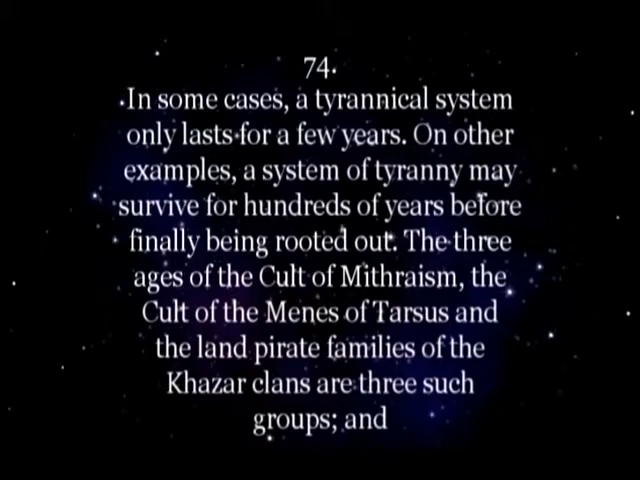 74.
In some cases, a tyrannical system
only lasts for a few years. On other
examples, a system of tyranny may
survive for hundreds of years before
finally being rooted out. The three
ages of the Cult of Mithraism, the
Cult of the Menes of Tarsus and
the land pirate families of the
Khazar clans are three such
groups; and